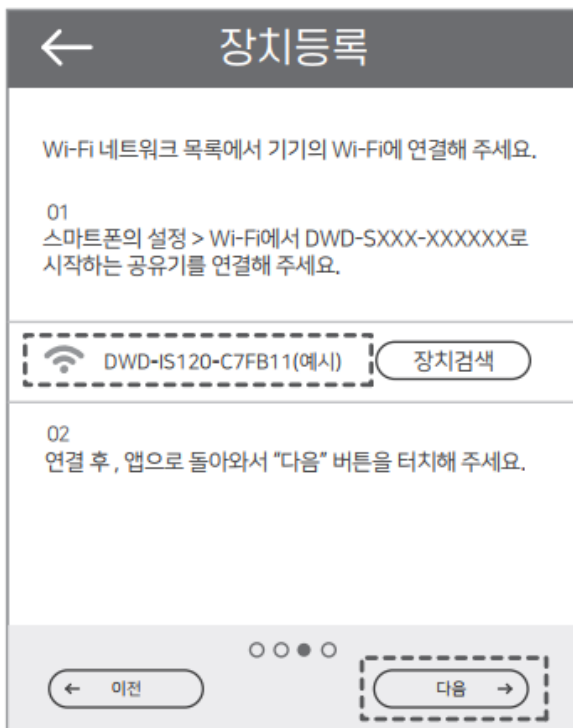 ← 장치등록
Wi-Fi 네트워크 목록에서 기기의 Wi-Fi에 연결해 주세요.
01
스마트폰의 설정 > Wi-Fi에서 DWD-SXXX-XXXXXX로
시작하는 공유기를 연결해 주세요.
DWD-IS120-C7FB11(예시) 장치검색
02
연결 후 , 앱으로 돌아와서 “다음” 버튼을 터치해 주세요.
← 이전 다음 →